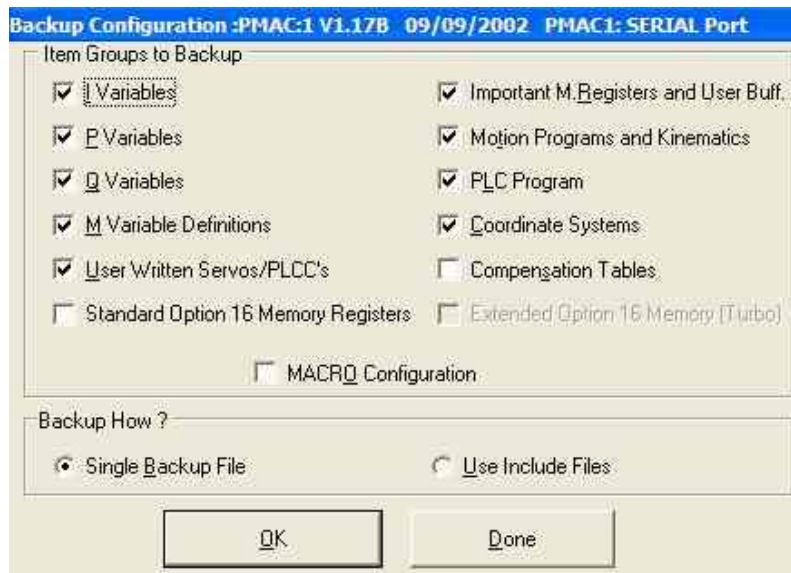 Backup Configuration :PMAC:1 V1.17B 09/09/2002 PMAC1: SERIAL Port
Item Groups to Backup
I Variables
Important M.Registers and User Buff.
P Variables
Motion Programs and Kinematics
Q Variables
PLC Program
M Variable Definitions
Coordinate Systems
User Written Servos/PLCC's
Compensation Tables
Standard Option 16 Memory Registers
Extended Option 16 Memory (Turbo)
MACRO Configuration
Backup How ?
Single Backup File
Use Include Files
OK
Done